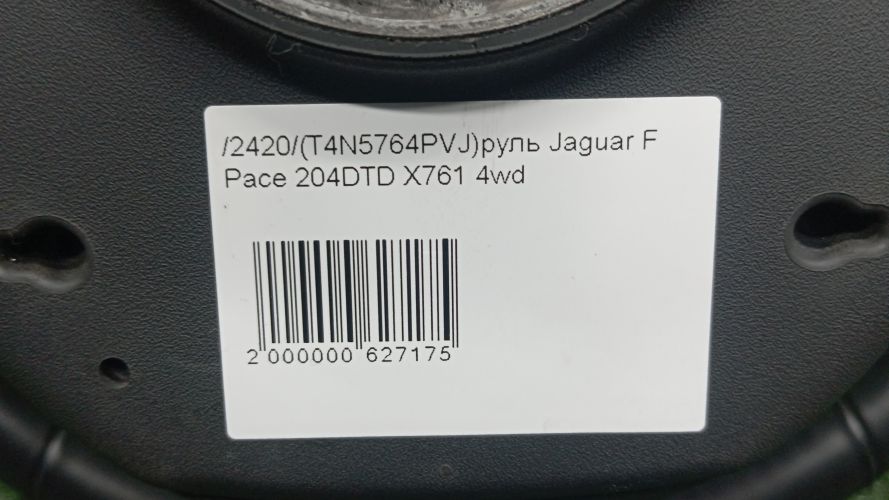 /2420/(T4N5764PVJ)руль Jaguar F
Pace 204DTD X761 4wd
2 000000 627175